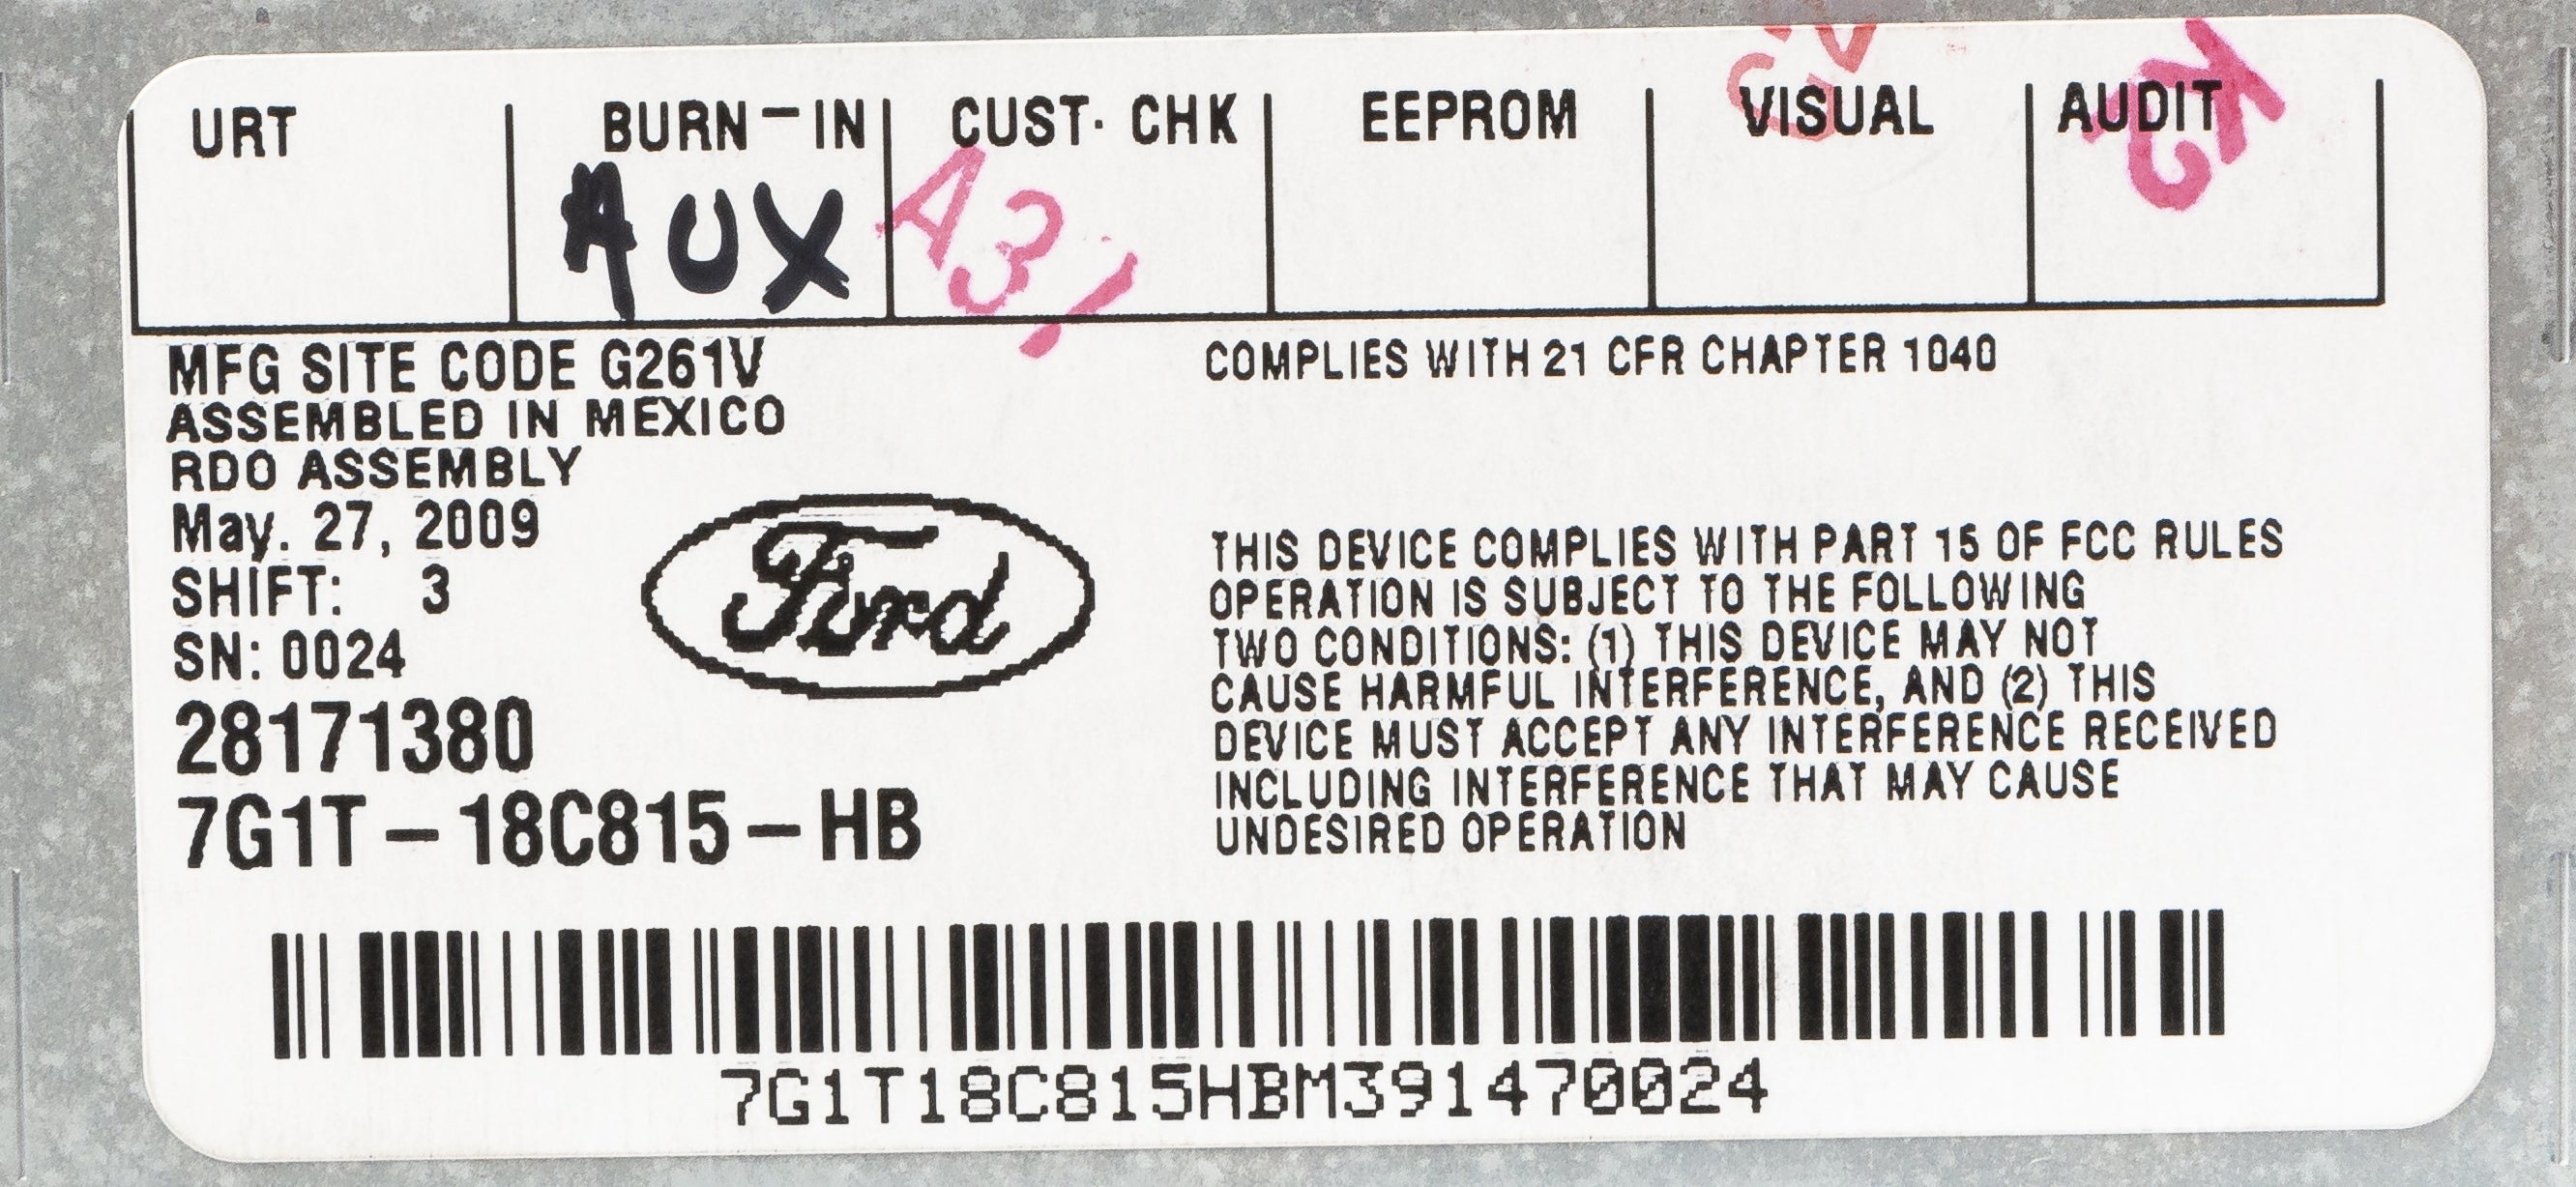 URT BURN-IN CUST. CHK EEPROM VISUAL AUDIT
AUX A31
MFG SITE CODE G261V
ASSEMBLED IN MEXICO
RDO ASSEMBLY
May. 27, 2009
SHIFT: 3
SN: 0024
28171380
7G1T-18C815-HB
Ford
COMPLIES WITH 21 CFR CHAPTER 1040
THIS DEVICE COMPLIES WITH PART 15 OF FCC RULES
OPERATION IS SUBJECT TO THE FOLLOWING
TWO CONDITIONS: (1) THIS DEVICE MAY NOT
CAUSE HARMFUL INTERFERENCE, AND (2) THIS
DEVICE MUST ACCEPT ANY INTERFERENCE RECEIVED
INCLUDING INTERFERENCE THAT MAY CAUSE
UNDESIRED OPERATION
7G1T18C815HBM391470024